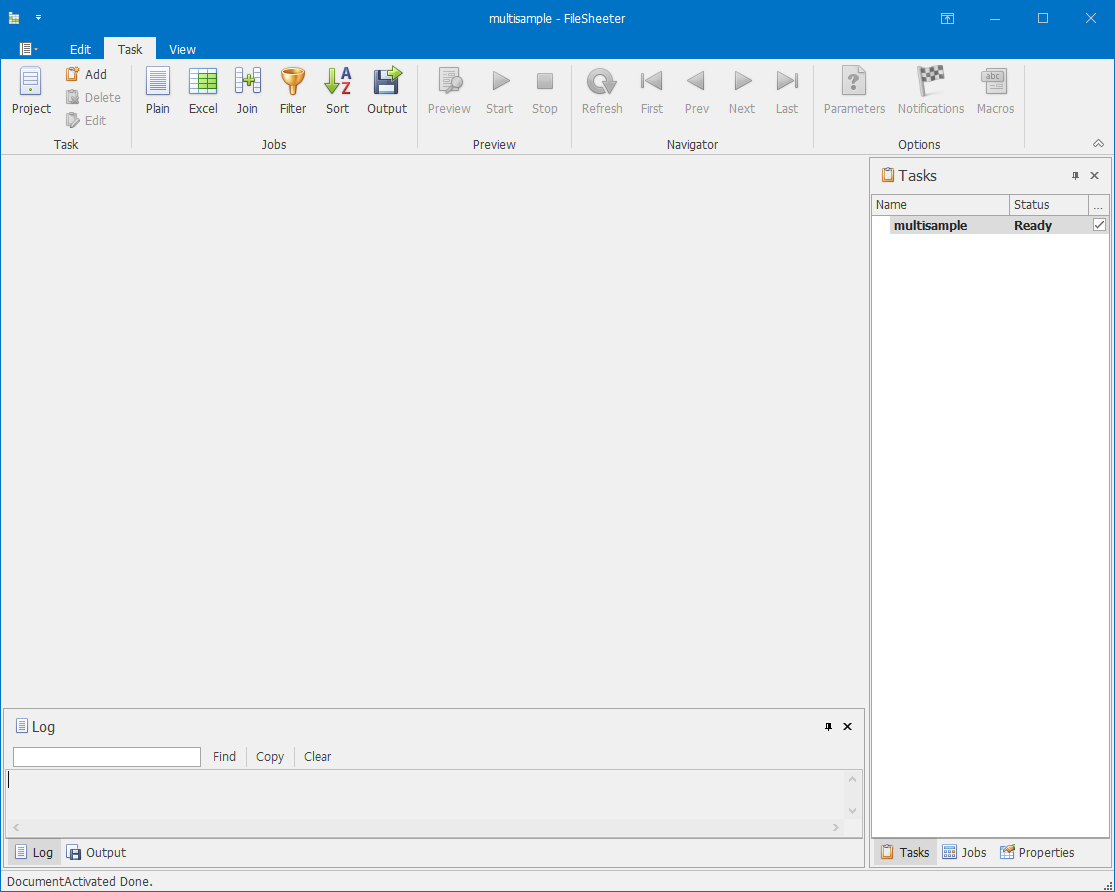 multisample - FileSheeter
Edit Task View
Project Add Delete Edit Plain Excel Join Filter Sort Output Preview Start Stop Refresh First Prev Next Last Parameters Notifications Macros
Task Jobs Preview Navigator Options
Tasks
Name Status ...
multisample Ready
Log
Find Copy Clear
Log Output
Tasks Jobs Properties
DocumentActivated Done.